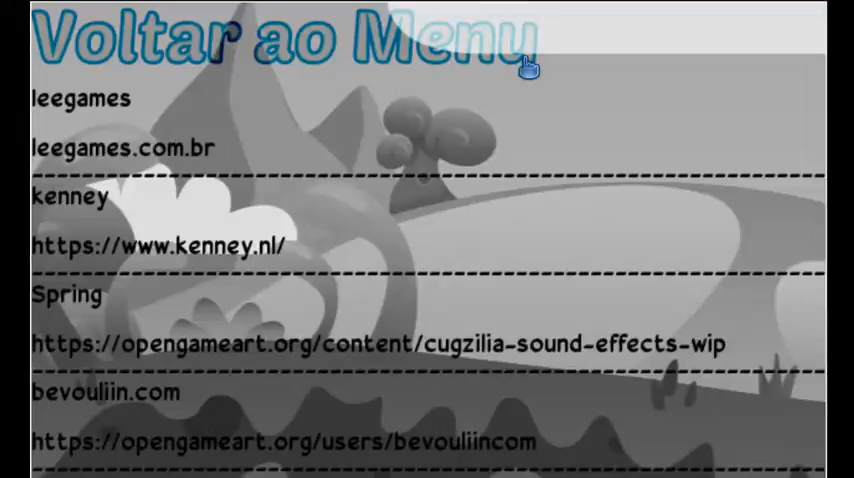 Voltar ao Menu
leegames
leegames.com.br
kenney
https://www.kenney.nl/
Spring
https://opengameart.org/content/cugzilia-sound-effects-wip
bevouliin.com
https://opengameart.org/users/bevouliincom